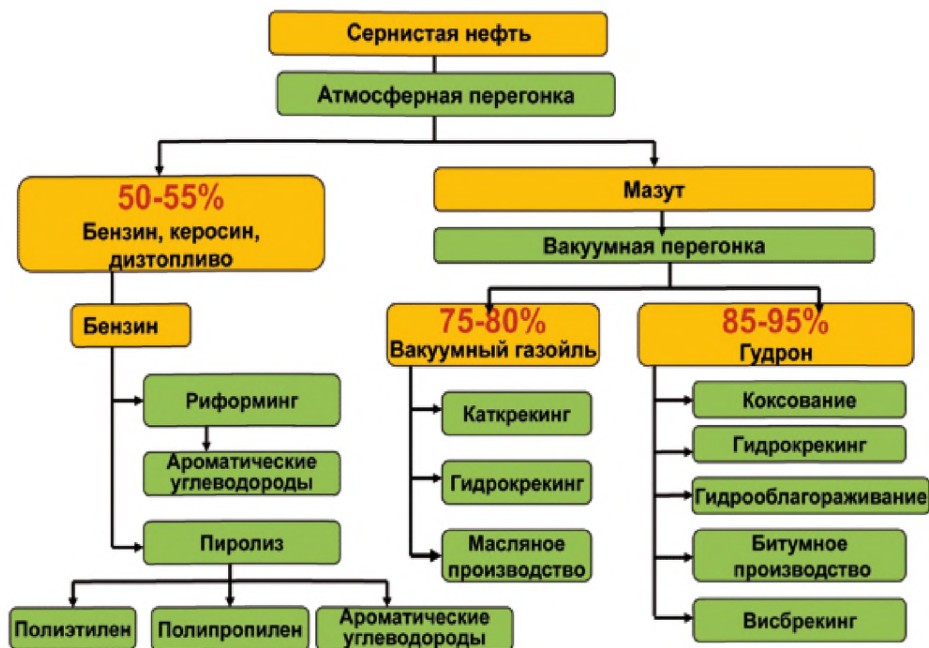 Сернистая нефть
Атмосферная перегонка
50-55%
Бензин, керосин,
дизтопливо
Мазут
Вакуумная перегонка
Бензин
75-80%
Вакуумный газойль
85-95%
Гудрон
Риформинг
Ароматические
углеводороды
Пиролиз
Полиэтилен
Полипропилен
Ароматические
углеводороды
Каткрекинг
Гидрокрекинг
Масляное
производство
Коксование
Гидрокрекинг
Гидрооблагораживание
Битумное
производство
Висбрекинг